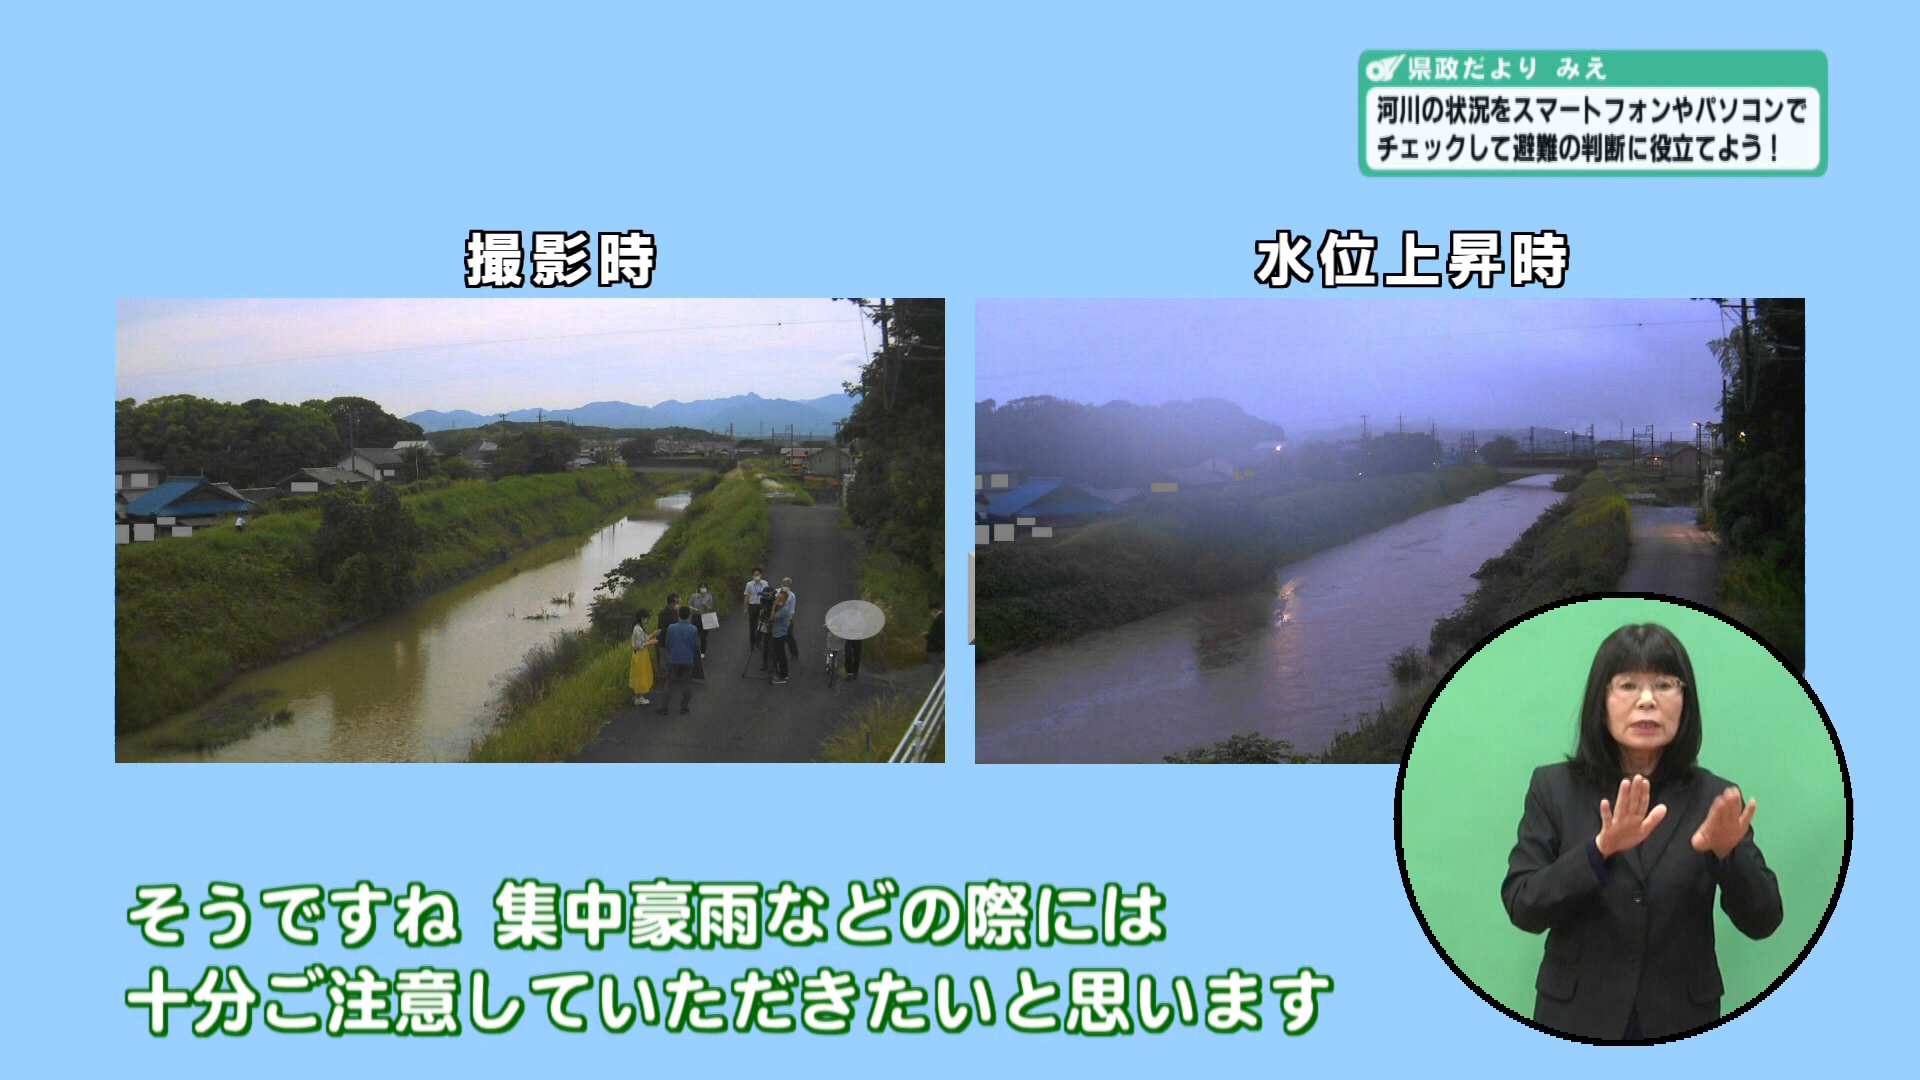 県政だより みえ
河川の状況をスマートフォンやパソコンで
チェックして避難の判断に役立てよう！
撮影時
水位上昇時
そうですね 集中豪雨などの際には
十分ご注意していただきたいと思います